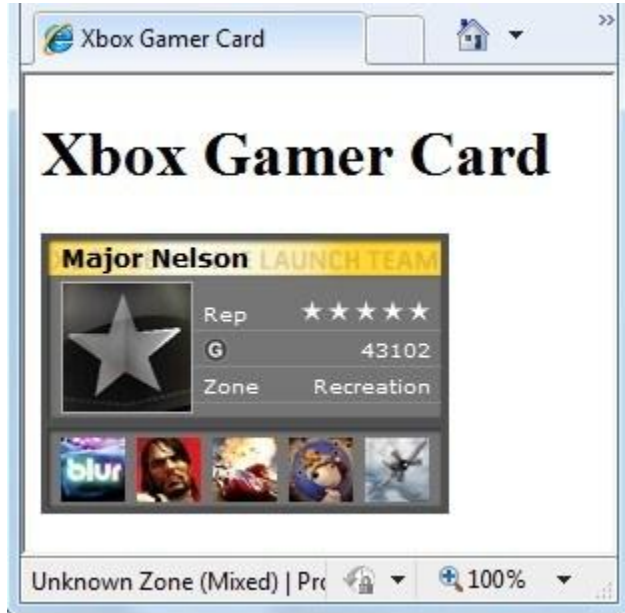 Xbox Gamer Card
»
Xbox Gamer Card
Major Nelson LAUNCH TEAM
Rep ★★★★★
G 43102
Zone Recreation
blur
Unknown Zone (Mixed) | Pro
100%